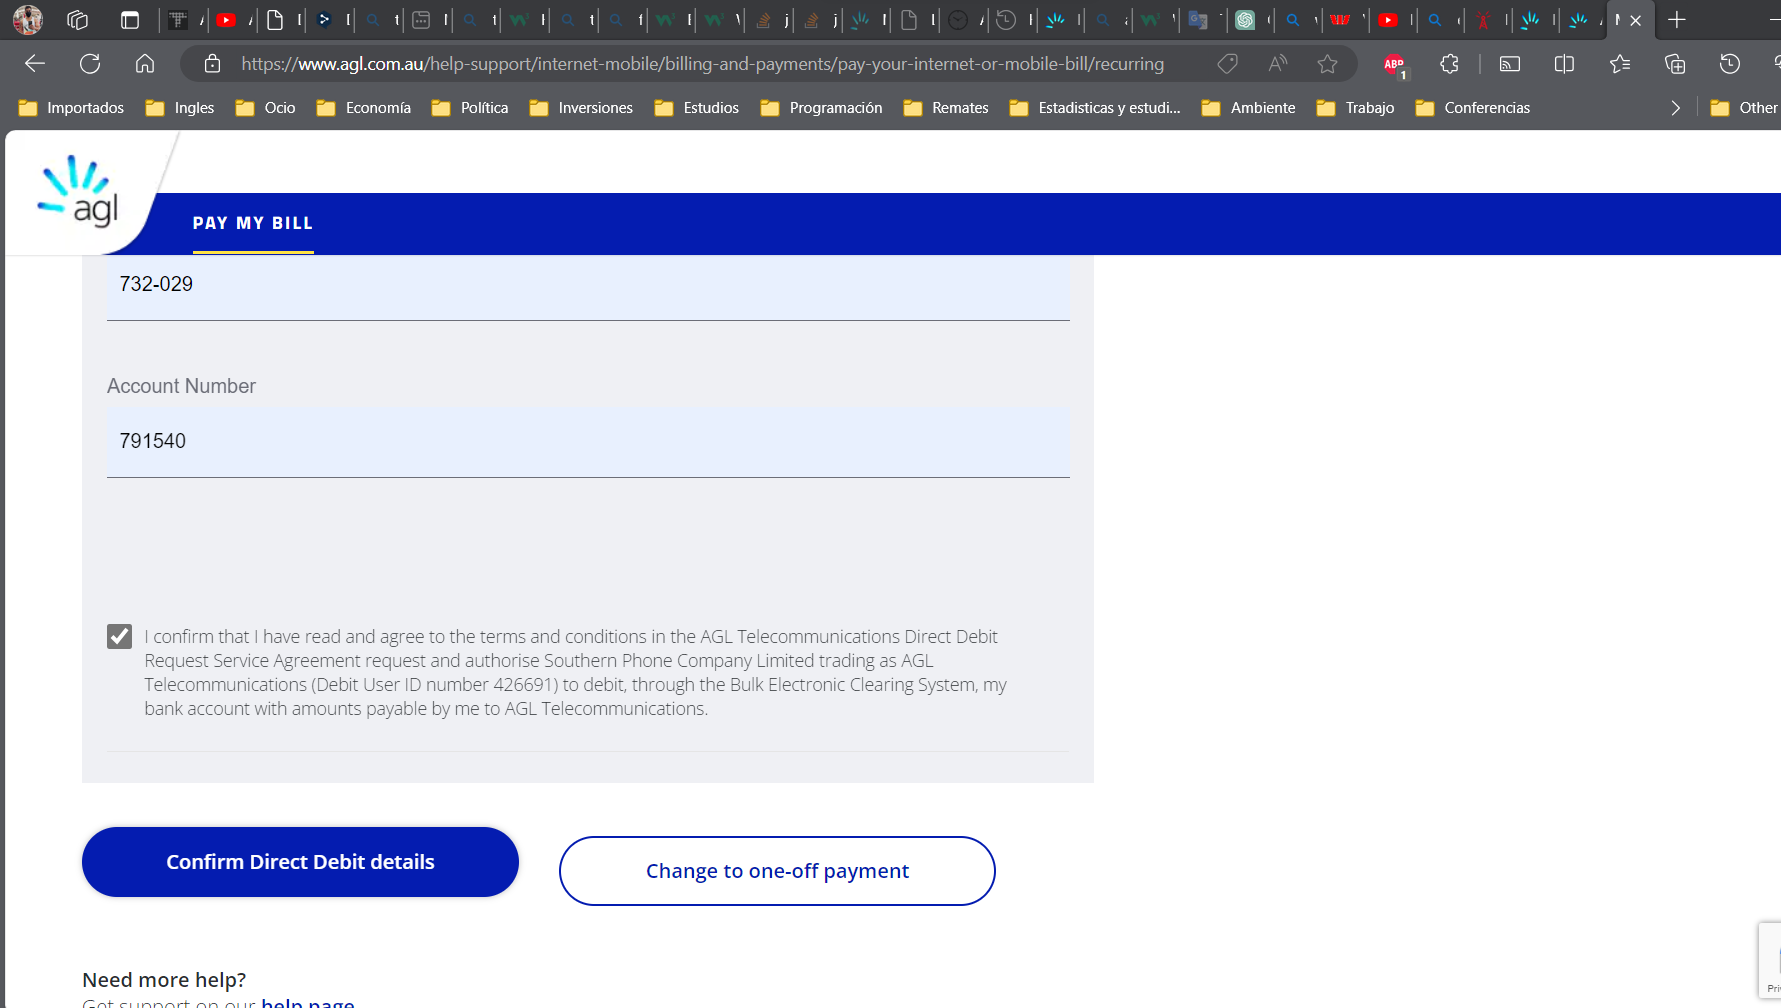 ABP
1
https://www.agl.com.au/help-support/internet-mobile/billing-and-payments/pay-your-internet-or-mobile-bill/recurring
Importados
Ingles
Ocio
Economía
Política
Inversiones
Estudios
Programación
Remates
Estadisticas y estudi...
Ambiente
Trabajo
Conferencias
Other
agl
PAY MY BILL
732-029
Account Number
791540
I confirm that I have read and agree to the terms and conditions in the AGL Telecommunications Direct Debit
Request Service Agreement request and authorise Southern Phone Company Limited trading as AGL
Telecommunications (Debit User ID number 426691) to debit, through the Bulk Electronic Clearing System, my
bank account with amounts payable by me to AGL Telecommunications.
Confirm Direct Debit details
Change to one-off payment
Need more help?
Get support on our help page